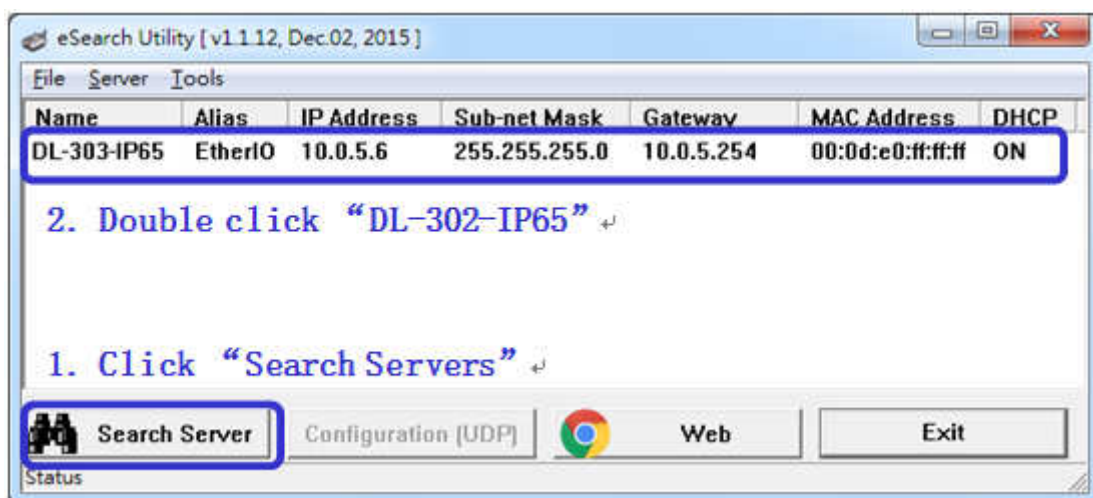 eSearch Utility [ v1.1.12, Dec.02, 2015 ]
File Server Tools
Name Alias IP Address Sub-net Mask Gateway MAC Address DHCP
DL-303-IP65 EtherIO 10.0.5.6 255.255.255.0 10.0.5.254 00:0d:e0:ff:ff:ff ON
2. Double click “DL-302-IP65”↵
1. Click “Search Servers”↵
Search Server Configuration (UDP) Web Exit
Status